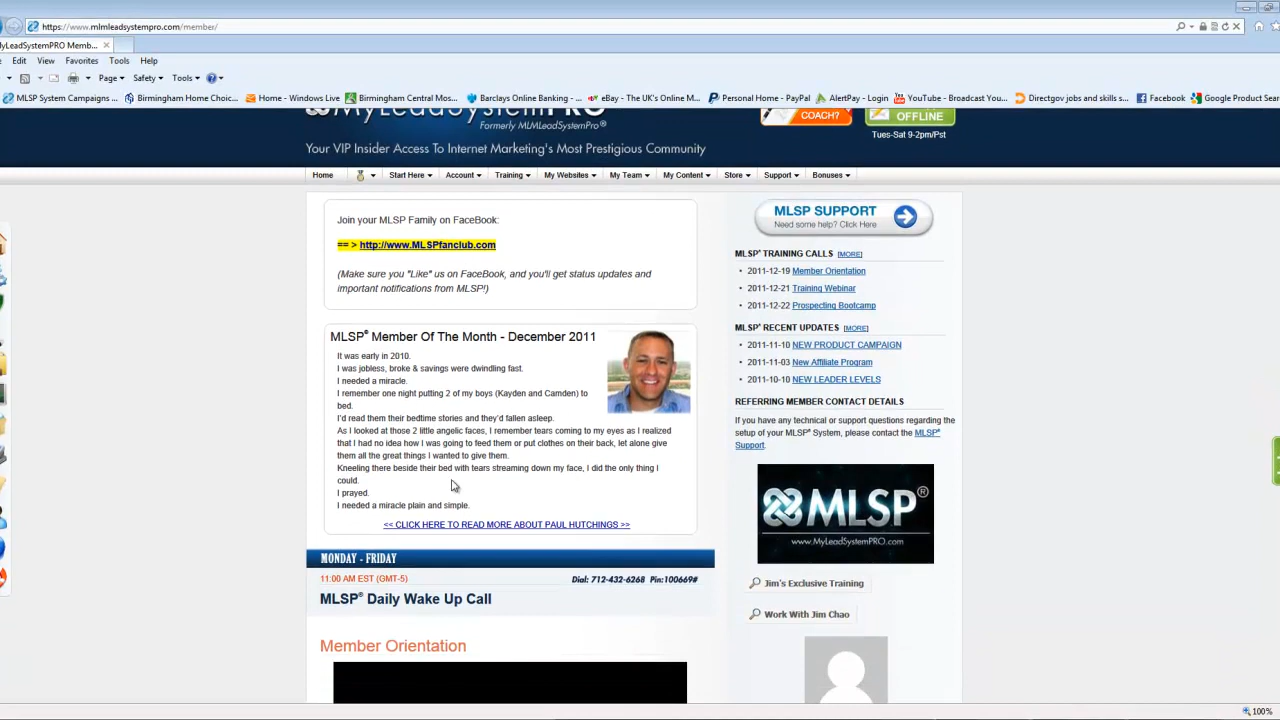 https://www.mlmleadsystempro.com/member/
MyLeadSystemPRO Memb...
Edit View Favorites Tools Help
Page Safety Tools
MLSP System Campaigns ... Birmingham Home Choic... Home - Windows Live Birmingham Central Mos... Barclays Online Banking - ... eBay - The UK's Online M... Personal Home - PayPal AlertPay - Login YouTube - Broadcast You... Directgov jobs and skills s... Facebook Google Product Sear
MyLeadSystemPRO
Formerly MLMLeadSystemPro®
COACH?
OFFLINE
Tues-Sat 9-2pm/Pst
Your VIP Insider Access To Internet Marketing's Most Prestigious Community
Home Start Here Account Training My Websites My Team My Content Store Support Bonuses
Join your MLSP Family on FaceBook:
== > http://www.MLSPfanclub.com
(Make sure you "Like" us on FaceBook, and you'll get status updates and
important notifications from MLSP!)
MLSP® Member Of The Month - December 2011
It was early in 2010.
I was jobless, broke & savings were dwindling fast.
I needed a miracle.
I remember one night putting 2 of my boys (Kayden and Camden) to
bed.
I'd read them their bedtime stories and they'd fallen asleep.
As I looked at those 2 little angelic faces, I remember tears coming to my eyes as I realized
that I had no idea how I was going to feed them or put clothes on their back, let alone give
them all the great things I wanted to give them.
Kneeling there beside their bed with tears streaming down my face, I did the only thing I
could.
I prayed.
I needed a miracle plain and simple.
<< CLICK HERE TO READ MORE ABOUT PAUL HUTCHINGS >>
MONDAY - FRIDAY
11:00 AM EST (GMT-5) Dial: 712-432-6268 Pin:100669#
MLSP® Daily Wake Up Call
Member Orientation
MLSP SUPPORT
Need some help? Click Here
MLSP® TRAINING CALLS [MORE]
2011-12-19 Member Orientation
2011-12-21 Training Webinar
2011-12-22 Prospecting Bootcamp
MLSP® RECENT UPDATES [MORE]
2011-11-10 NEW PRODUCT CAMPAIGN
2011-11-03 New Affiliate Program
2011-10-10 NEW LEADER LEVELS
REFERRING MEMBER CONTACT DETAILS
If you have any technical or support questions regarding the
setup of your MLSP® System, please contact the MLSP®
Support.
MLSP®
www.MyLeadSystemPRO.com
Jim's Exclusive Training
Work With Jim Chao
100%